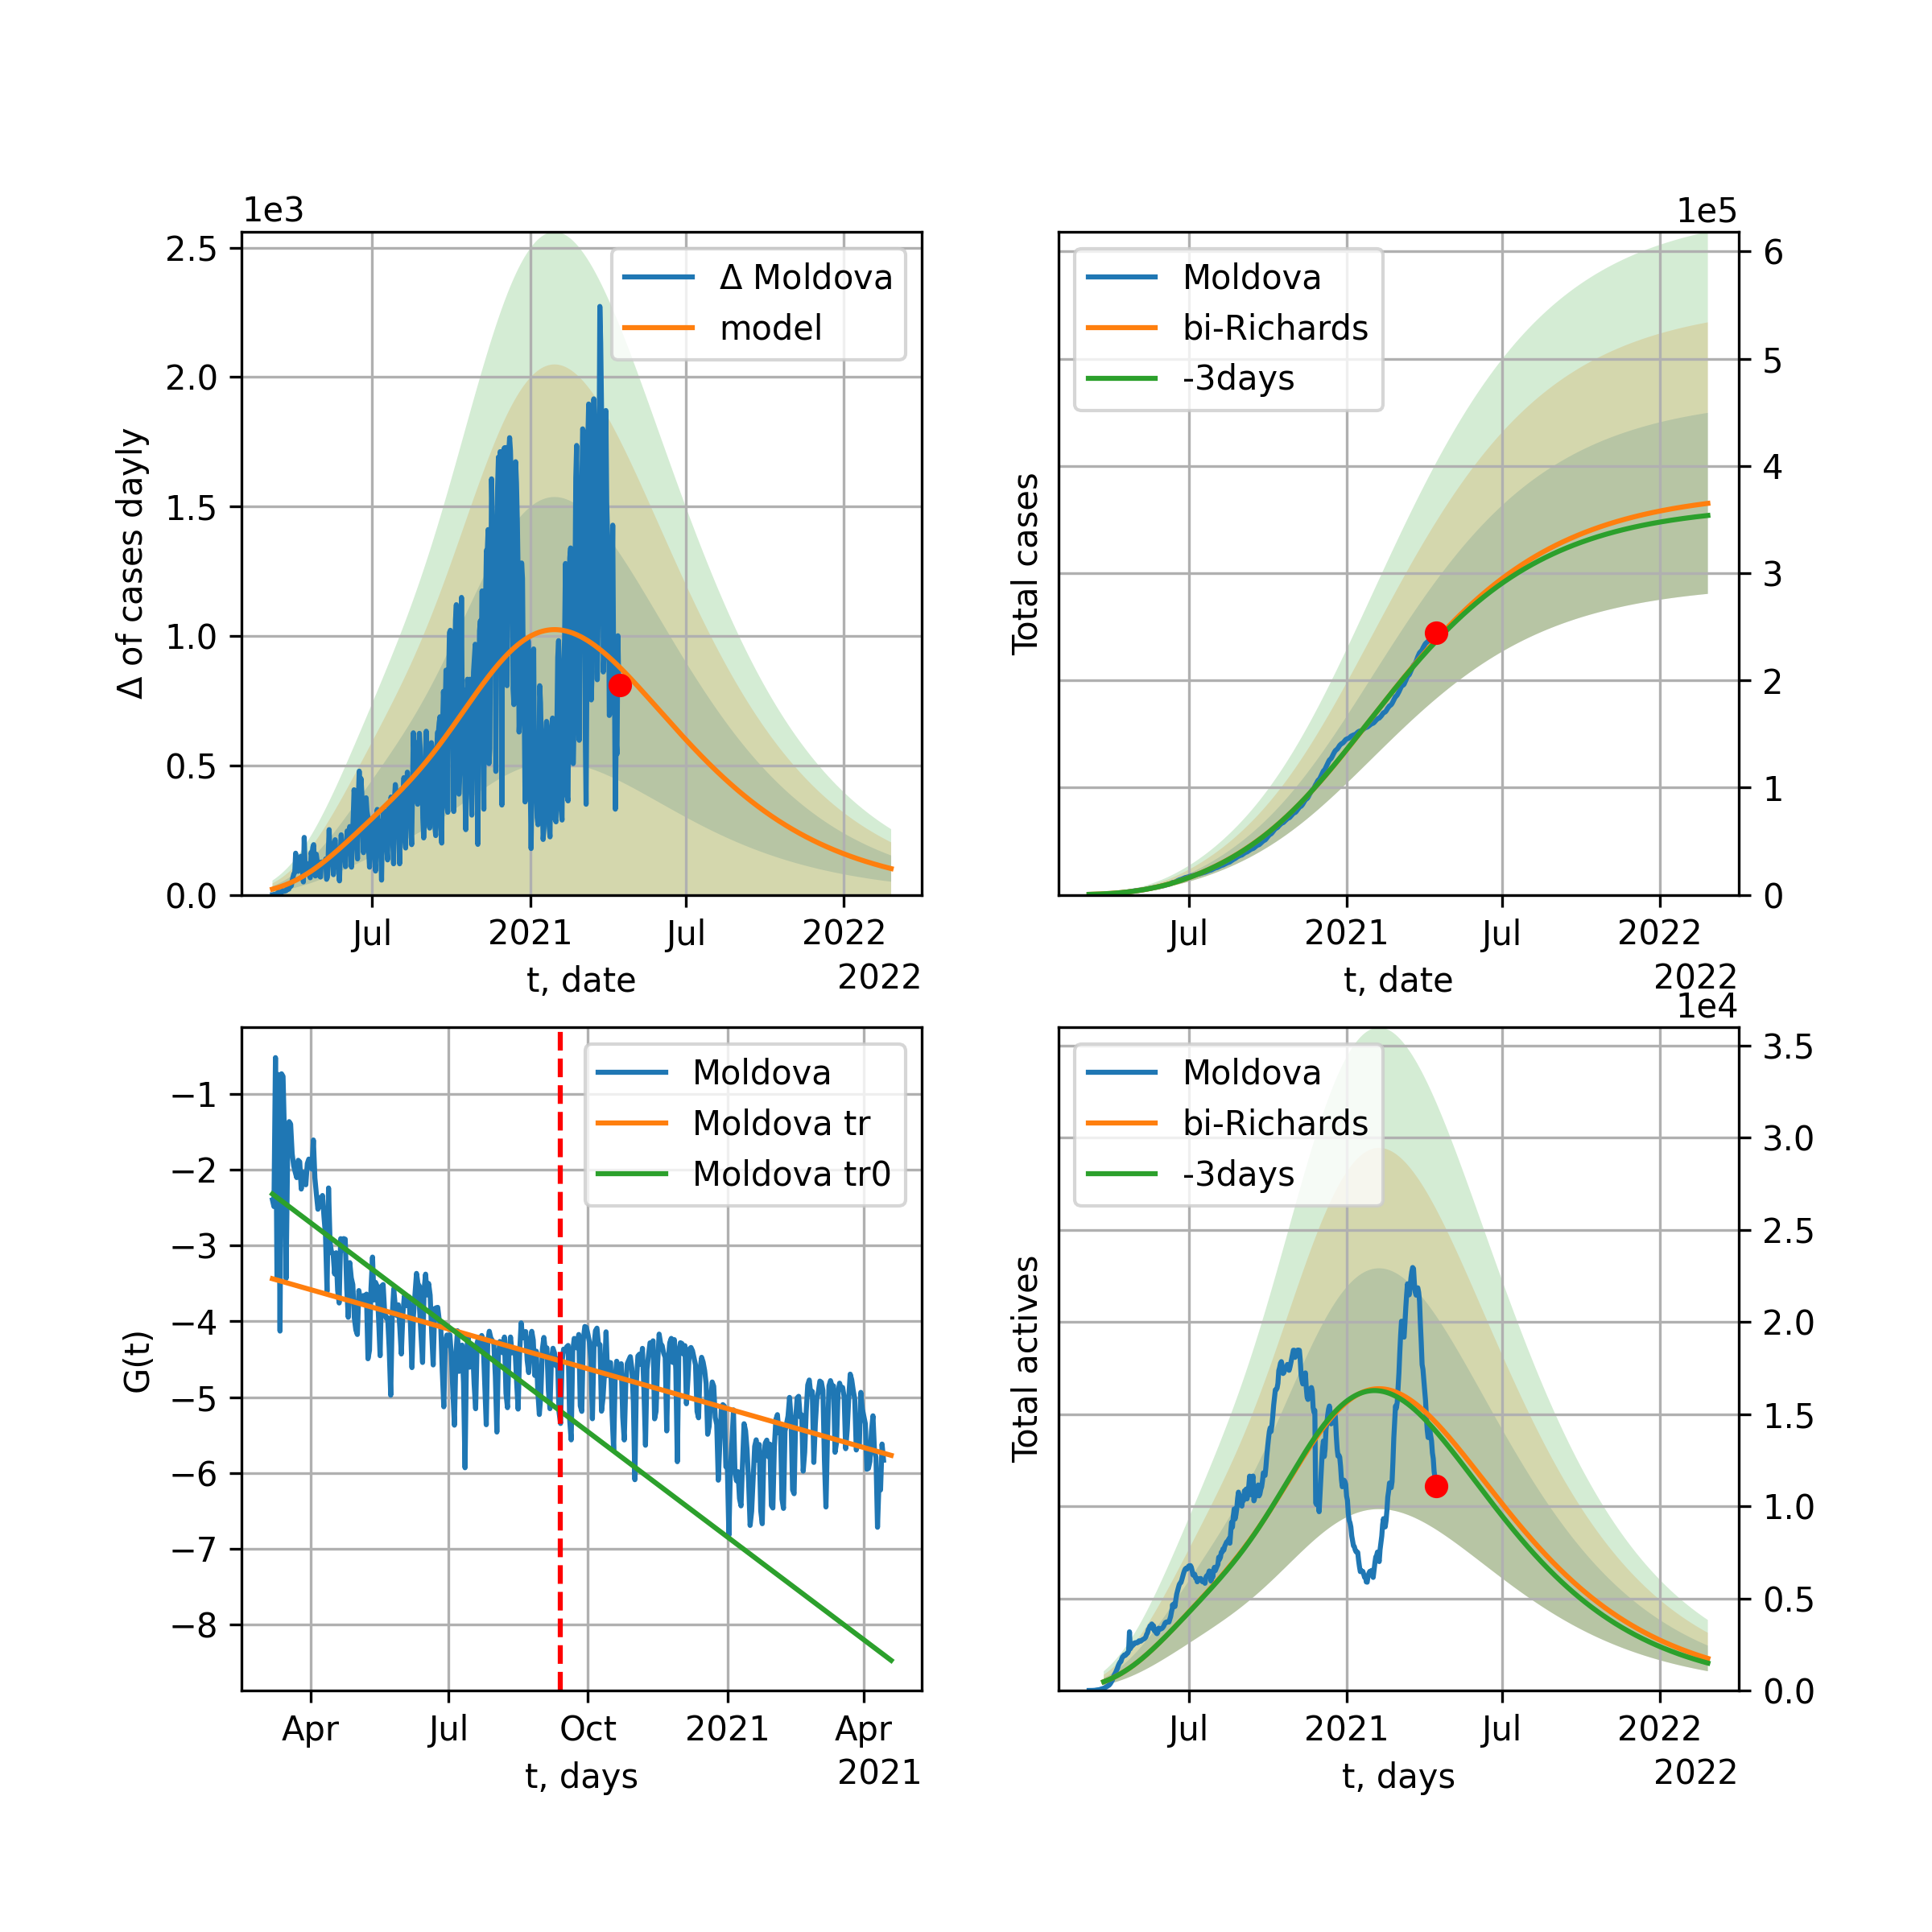 1e3
2.5
2.0
1.5
1.0
0.5
0.0
Δ of cases dayly
Δ Moldova
model
Jul
2021
Jul
2022
t, date
2022
1e5
Moldova
bi-Richards
-3days
Total cases
6
5
4
3
2
1
0
Jul
2021
Jul
2022
t, date
2022
−1
−2
−3
−4
−5
−6
−7
−8
G(t)
Moldova
Moldova tr
Moldova tr0
Apr
Jul
Oct
2021
Apr
t, days
2021
1e4
Moldova
bi-Richards
-3days
Total actives
3.5
3.0
2.5
2.0
1.5
1.0
0.5
0.0
Jul
2021
Jul
2022
t, days
2022